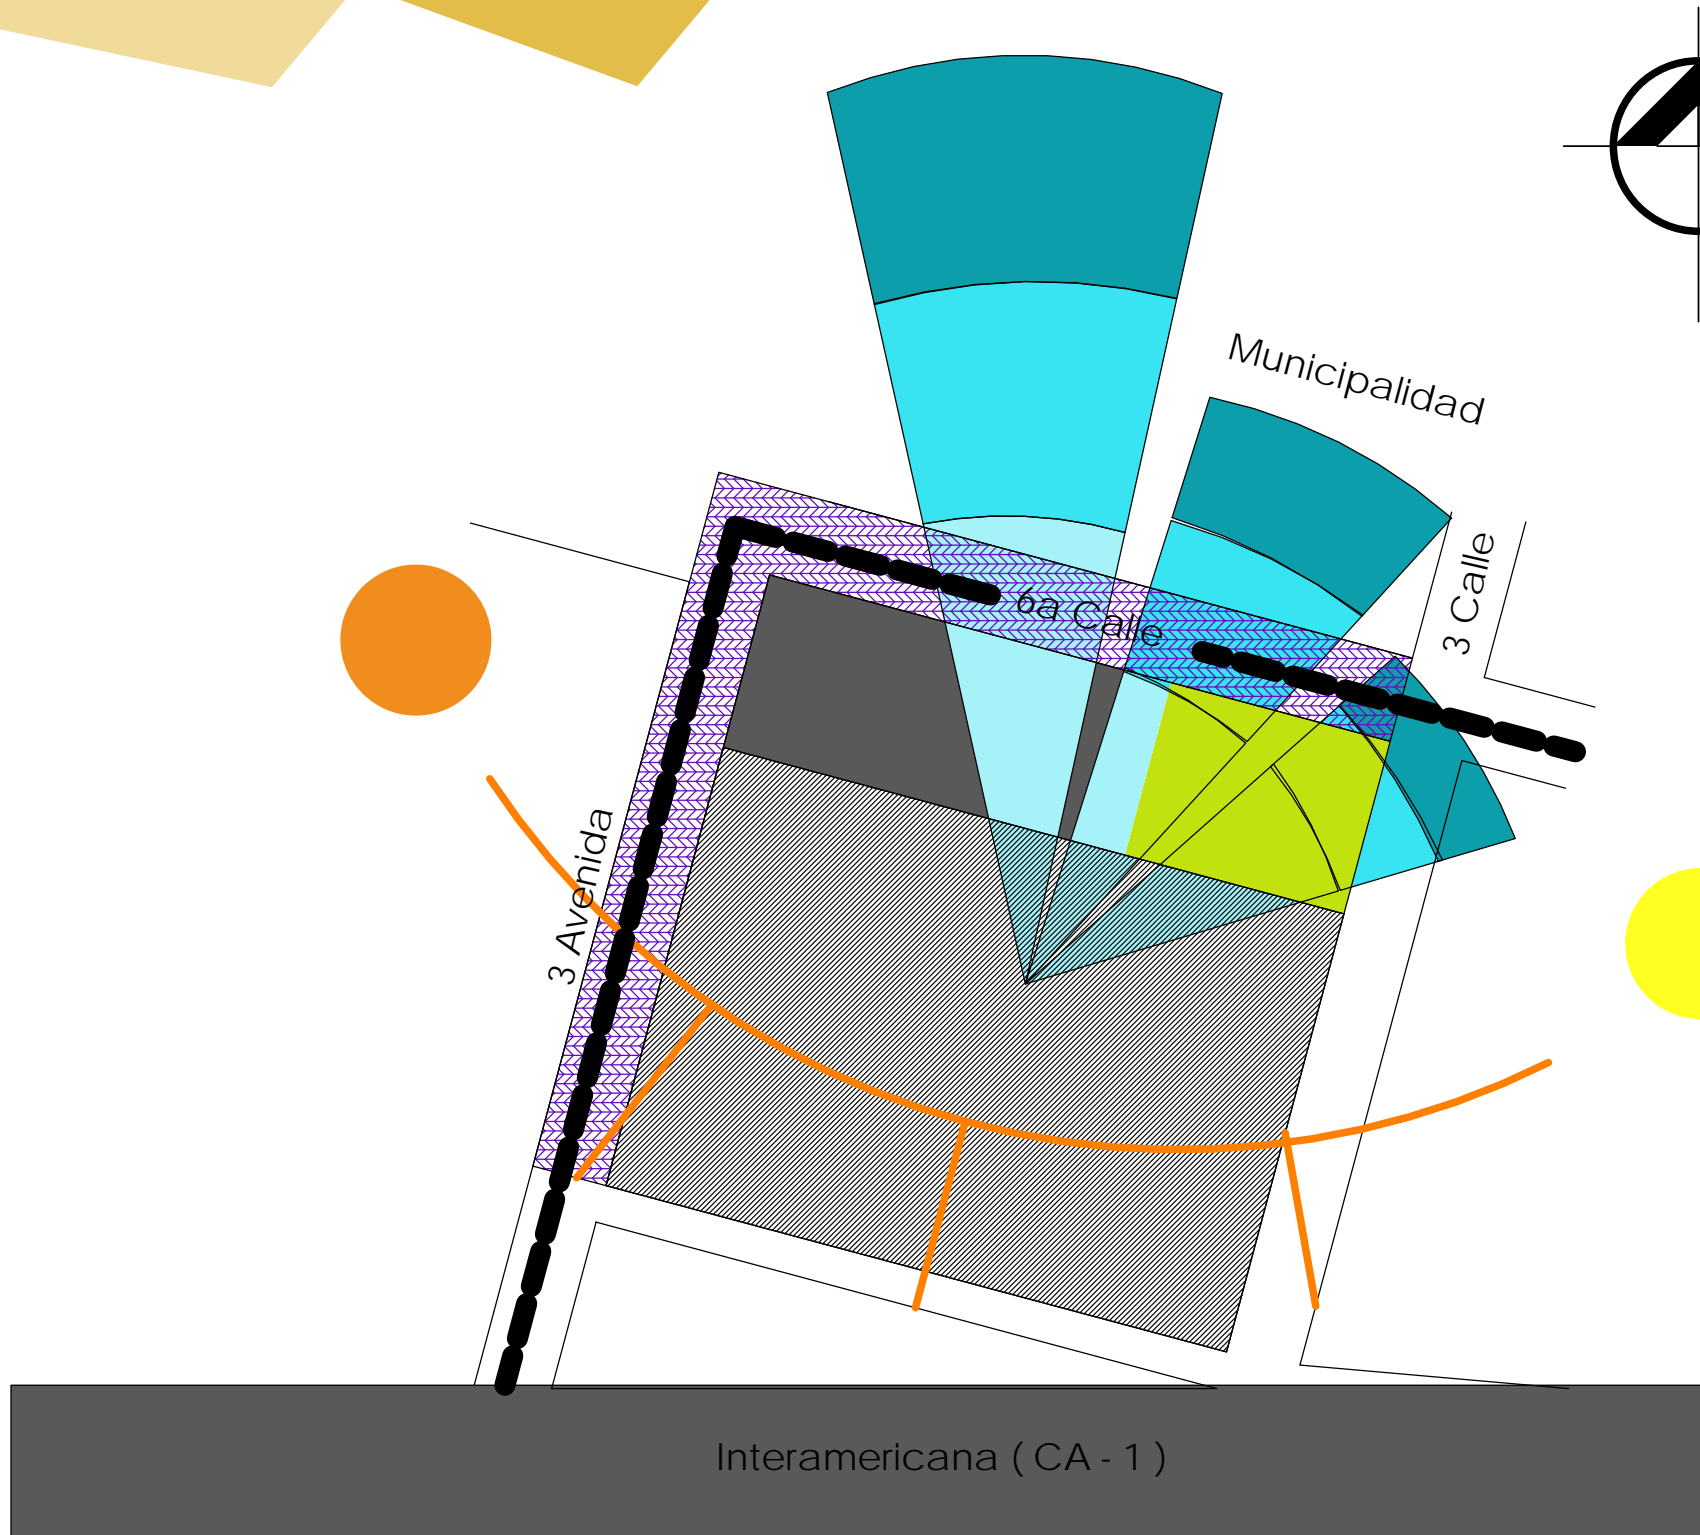 Municipalidad
3 Calle
6a Calle
3 Avenida
Interamericana ( CA - 1 )